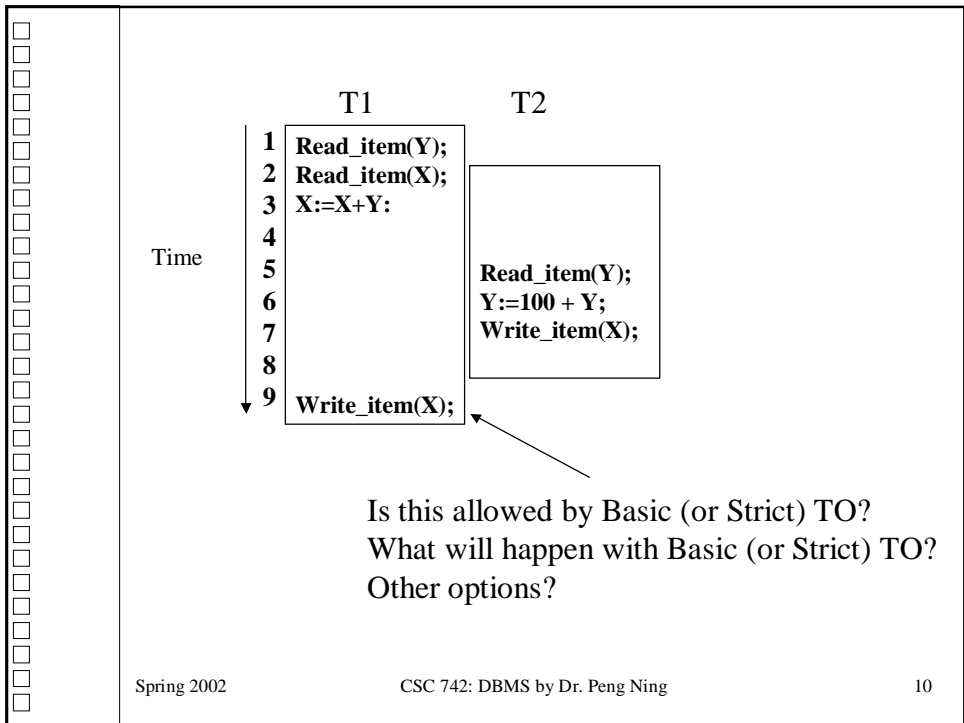 T1 T2
1 Read_item(Y);
2 Read_item(X);
3 X:=X+Y:
4
Time
5 Read_item(Y);
6 Y:=100 + Y;
7 Write_item(X);
8
9 Write_item(X);
Is this allowed by Basic (or Strict) TO?
What will happen with Basic (or Strict) TO?
Other options?
Spring 2002 CSC 742: DBMS by Dr. Peng Ning 10